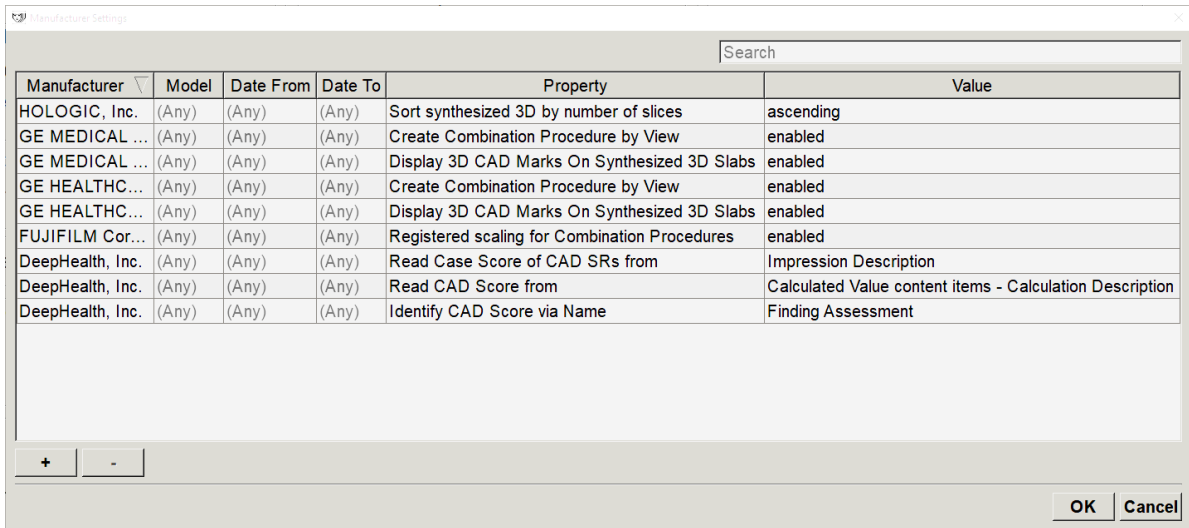 Manufacturer Settings
Search
Manufacturer Model Date From Date To Property Value
HOLOGIC, Inc. (Any) (Any) (Any) Sort synthesized 3D by number of slices ascending
GE MEDICAL ... (Any) (Any) (Any) Create Combination Procedure by View enabled
GE MEDICAL ... (Any) (Any) (Any) Display 3D CAD Marks On Synthesized 3D Slabs enabled
GE HEALTHC... (Any) (Any) (Any) Create Combination Procedure by View enabled
GE HEALTHC... (Any) (Any) (Any) Display 3D CAD Marks On Synthesized 3D Slabs enabled
FUJIFILM Cor... (Any) (Any) (Any) Registered scaling for Combination Procedures enabled
DeepHealth, Inc. (Any) (Any) (Any) Read Case Score of CAD SRs from Impression Description
DeepHealth, Inc. (Any) (Any) (Any) Read CAD Score from Calculated Value content items - Calculation Description
DeepHealth, Inc. (Any) (Any) (Any) Identify CAD Score via Name Finding Assessment
+ -
OK Cancel